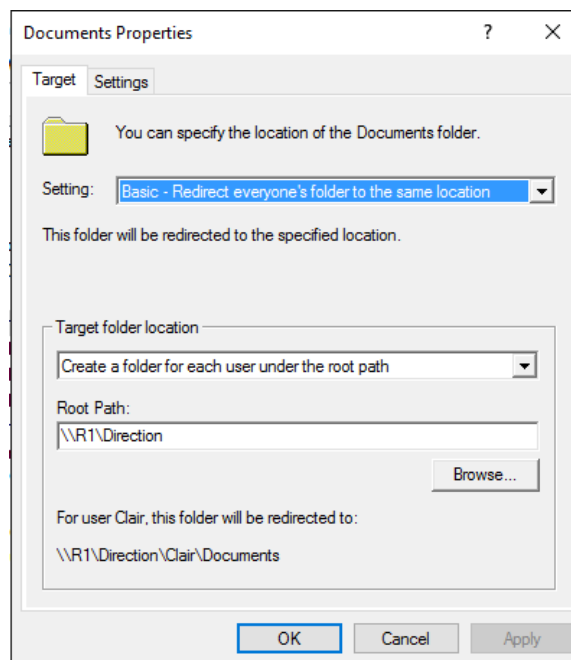 Documents Properties
?
Target
Settings
You can specify the location of the Documents folder.
Setting:
Basic - Redirect everyone's folder to the same location
This folder will be redirected to the specified location.
Target folder location
Create a folder for each user under the root path
Root Path:
\\R1\Direction
Browse...
For user Clair, this folder will be redirected to:
\\R1\Direction\Clair\Documents
OK
Cancel
Apply